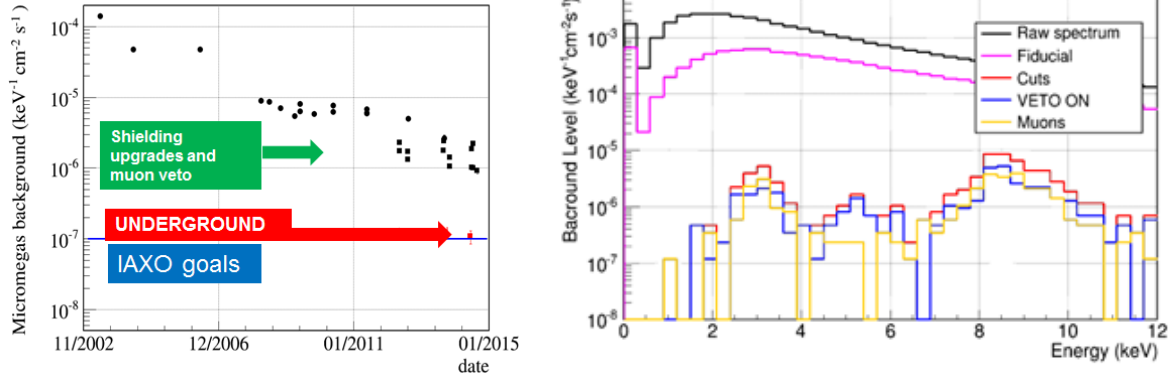 Micromegas background (keV⁻¹ cm⁻² s⁻¹)
10⁻⁴
10⁻⁵
10⁻⁶
10⁻⁷
10⁻⁸
Shielding
upgrades and
muon veto
UNDERGROUND
IAXO goals
11/2002 12/2006 01/2011 01/2015
date
Bacround Level (keV⁻¹cm⁻²s⁻¹)
10⁻³
10⁻⁴
10⁻⁵
10⁻⁶
10⁻⁷
10⁻⁸
Raw spectrum
Fiducial
Cuts
VETO ON
Muons
0 2 4 6 8 10 12
Energy (keV)